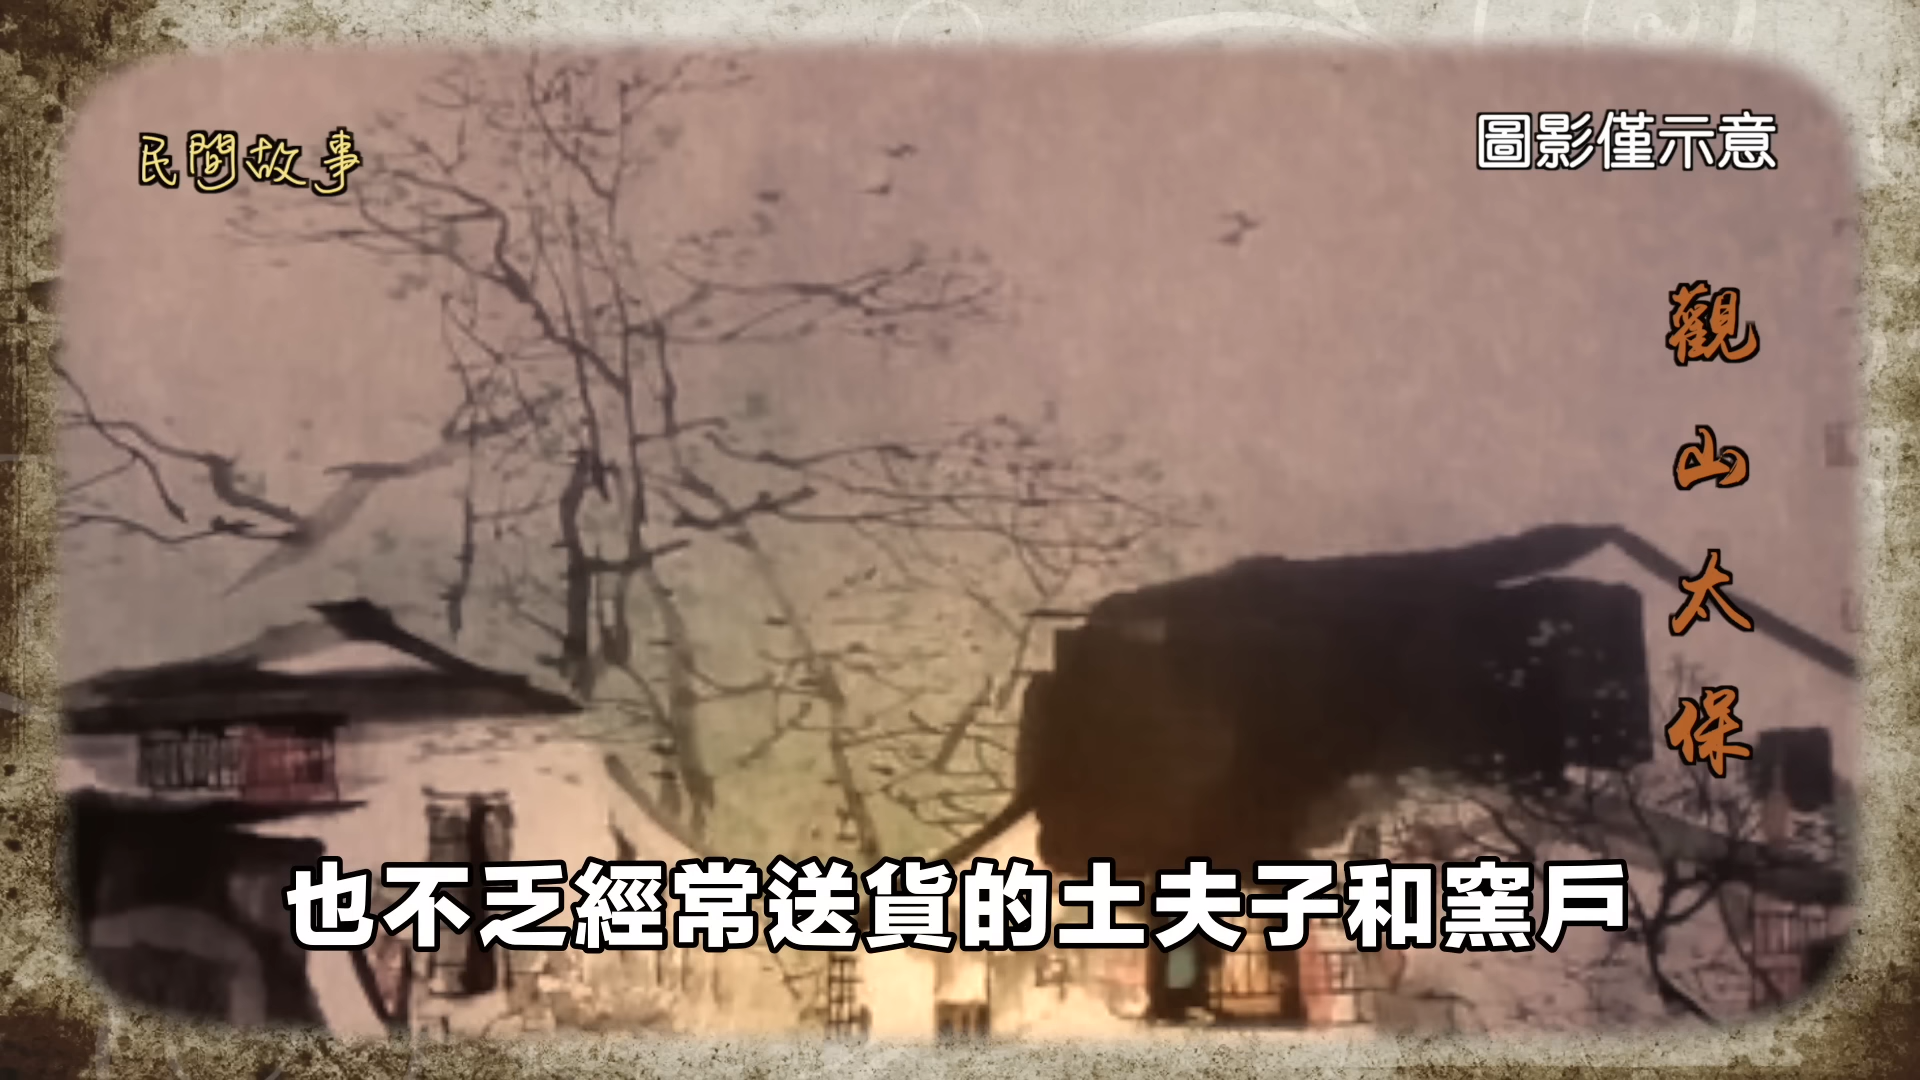 民間故事
圖影僅示意
觀山太保
也不乏經常送貨的土夫子和窯戶